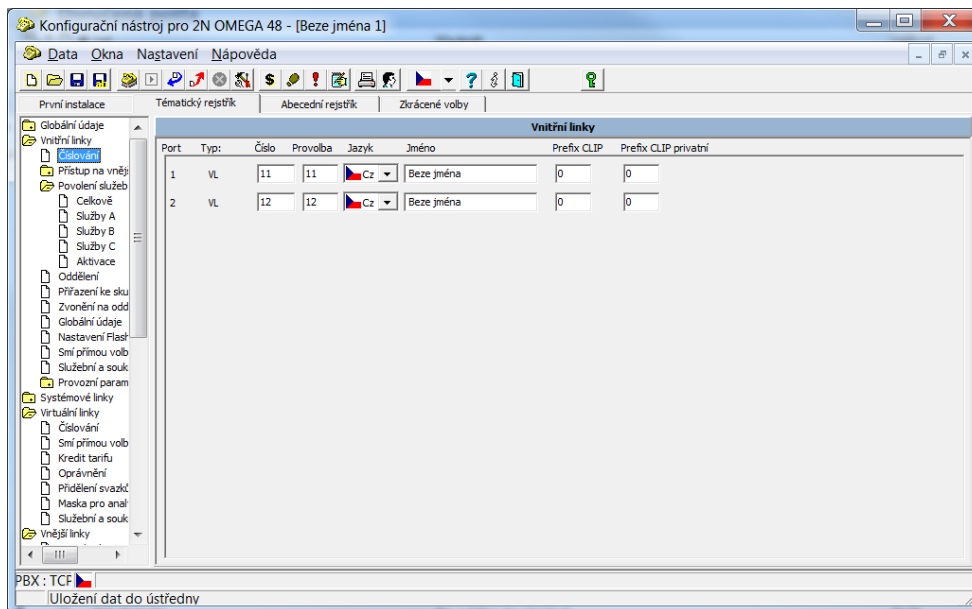 Konfigurační nástroj pro 2N OMEGA 48 - [Beze jména 1]
Data Okna Nastavení Nápověda
První instalace Tématický rejstřík Abecední rejstřík Zkrácené volby
Globální údaje
Vnitřní linky
Číslování
Přístup na vněj
Povolení služeb
Celkově
Služby A
Služby B
Služby C
Aktivace
Oddělení
Přiřazení ke sku
Zvonění na odd
Globální údaje
Nastavení Flash
Smí přímou volb
Služební a souk
Provozní param
Systémové linky
Virtuální linky
Číslování
Smí přímou volb
Kredit tarifu
Oprávnění
Přidělení svazků
Maska pro anal
Služební a souk
Vnější linky
Vnitřní linky
Port Typ: Číslo Provolba Jazyk Jméno Prefix CLIP Prefix CLIP privatní
1 VL 11 11 Cz Beze jména 0 0
2 VL 12 12 Cz Beze jména 0 0
PBX : TCF
Uložení dat do ústředny